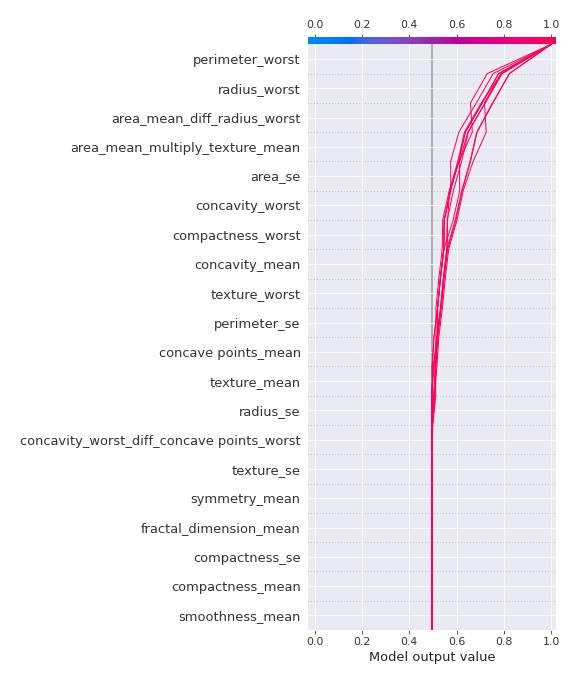 0.0 0.2 0.4 0.6 0.8 1.0
perimeter_worst
radius_worst
area_mean_diff_radius_worst
area_mean_multiply_texture_mean
area_se
concavity_worst
compactness_worst
concavity_mean
texture_worst
perimeter_se
concave points_mean
texture_mean
radius_se
concavity_worst_diff_concave points_worst
texture_se
symmetry_mean
fractal_dimension_mean
compactness_se
compactness_mean
smoothness_mean
0.0 0.2 0.4 0.6 0.8 1.0
Model output value